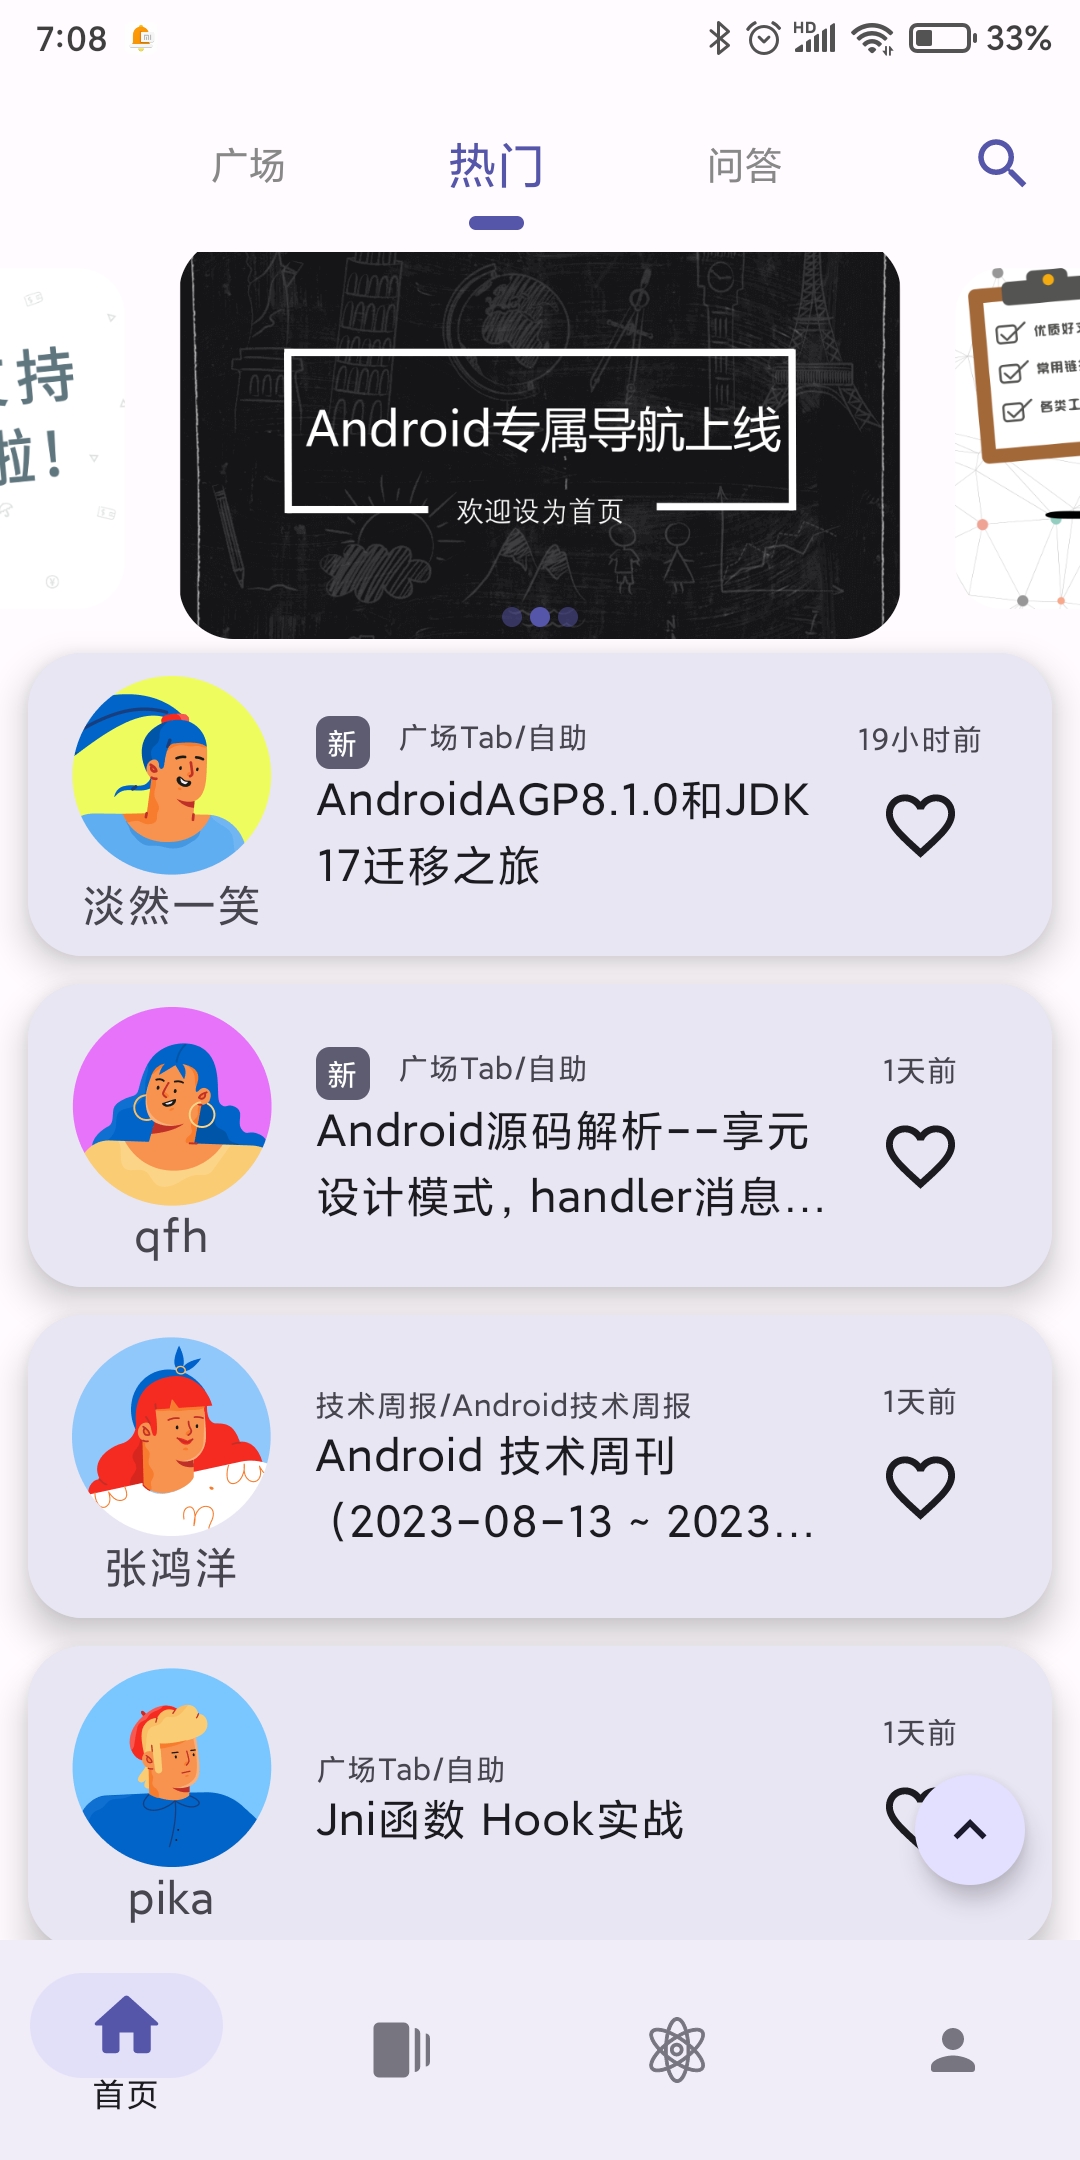 7:08
HD
33%
广场
热门
问答
支持
啦!
Android专属导航上线
欢迎设为首页
优质好文
常用链接
各类工
新 广场Tab/自助
19小时前
AndroidAGP8.1.0和JDK
17迁移之旅
淡然一笑
新 广场Tab/自助
1天前
Android源码解析--享元
设计模式, handler消息...
qfh
技术周报/Android技术周报
1天前
Android 技术周刊
(2023-08-13 ~ 2023...
张鸿洋
1天前
广场Tab/自助
Jni函数 Hook实战
pika
首页